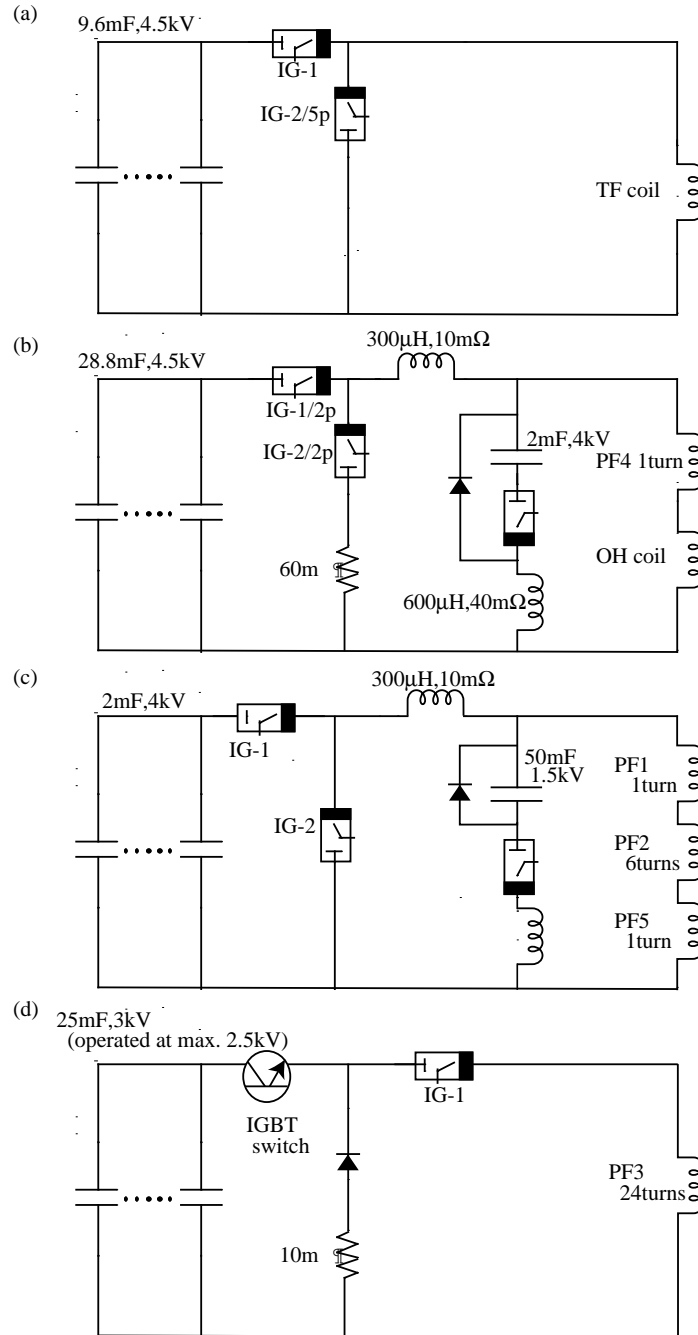 (a)
9.6mF,4.5kV
IG-1
IG-2/5p
TF coil
(b)
300μH,10mΩ
28.8mF,4.5kV
IG-1/2p
2mF,4kV
IG-2/2p
PF4 1turn
60m
OH coil
600μH,40mΩ
(c)
300μH,10mΩ
2mF,4kV
IG-1
50mF
1.5kV
PF1
1turn
IG-2
PF2
6turns
PF5
1turn
(d)
25mF,3kV
(operated at max. 2.5kV)
IG-1
IGBT
switch
PF3
24turns
10m